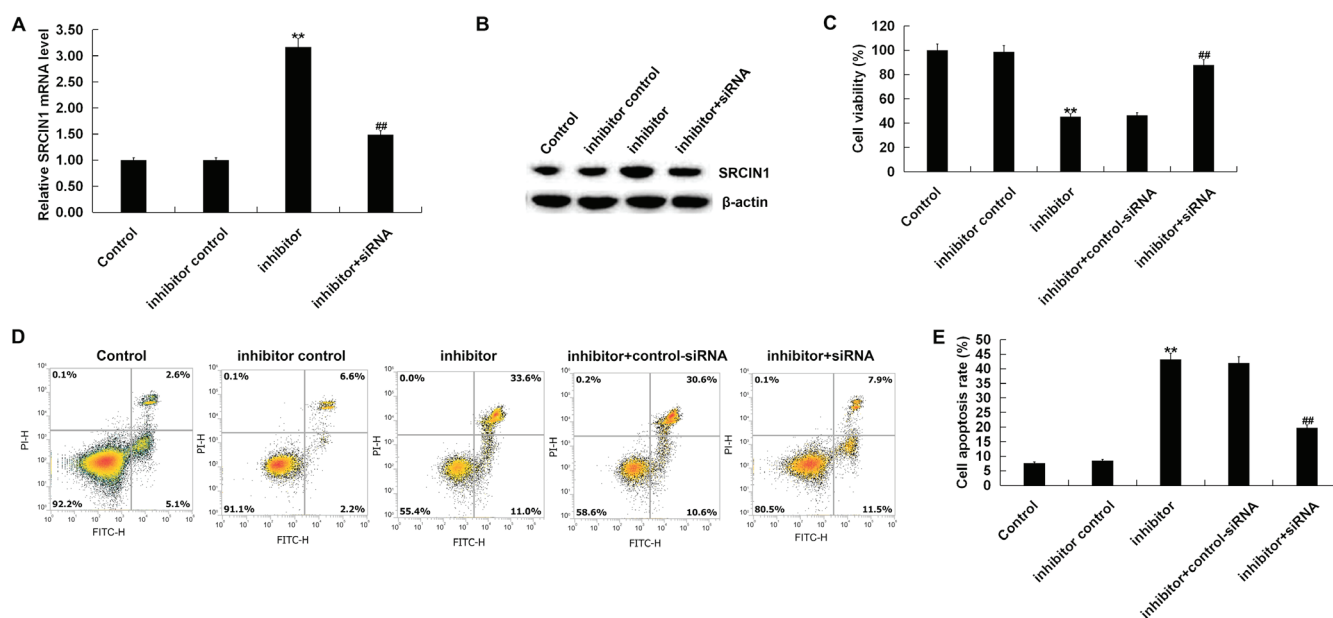 A
Relative SRCIN1 mRNA level
3.50
3.00
2.50
2.00
1.50
1.00
0.50
0.00
**
##
Control
inhibitor control
inhibitor
inhibitor+siRNA
B
Control
inhibitor control
inhibitor
inhibitor+siRNA
SRCIN1
β-actin
C
Cell viability (%)
120
100
80
60
40
20
0
**
##
Control
inhibitor control
inhibitor
inhibitor+control-siRNA
inhibitor+siRNA
D
Control
0.1% 2.6%
PI-H
92.2% 5.1%
FITC-H
inhibitor control
0.1% 6.6%
PI-H
91.1% 2.2%
FITC-H
inhibitor
0.0% 33.6%
PI-H
55.4% 11.0%
FITC-H
inhibitor+control-siRNA
0.2% 30.6%
PI-H
58.6% 10.6%
FITC-H
inhibitor+siRNA
0.1% 7.9%
PI-H
80.5% 11.5%
FITC-H
E
Cell apoptosis rate (%)
50
45
40
35
30
25
20
15
10
5
0
**
##
Control
inhibitor control
inhibitor
inhibitor+control-siRNA
inhibitor+siRNA